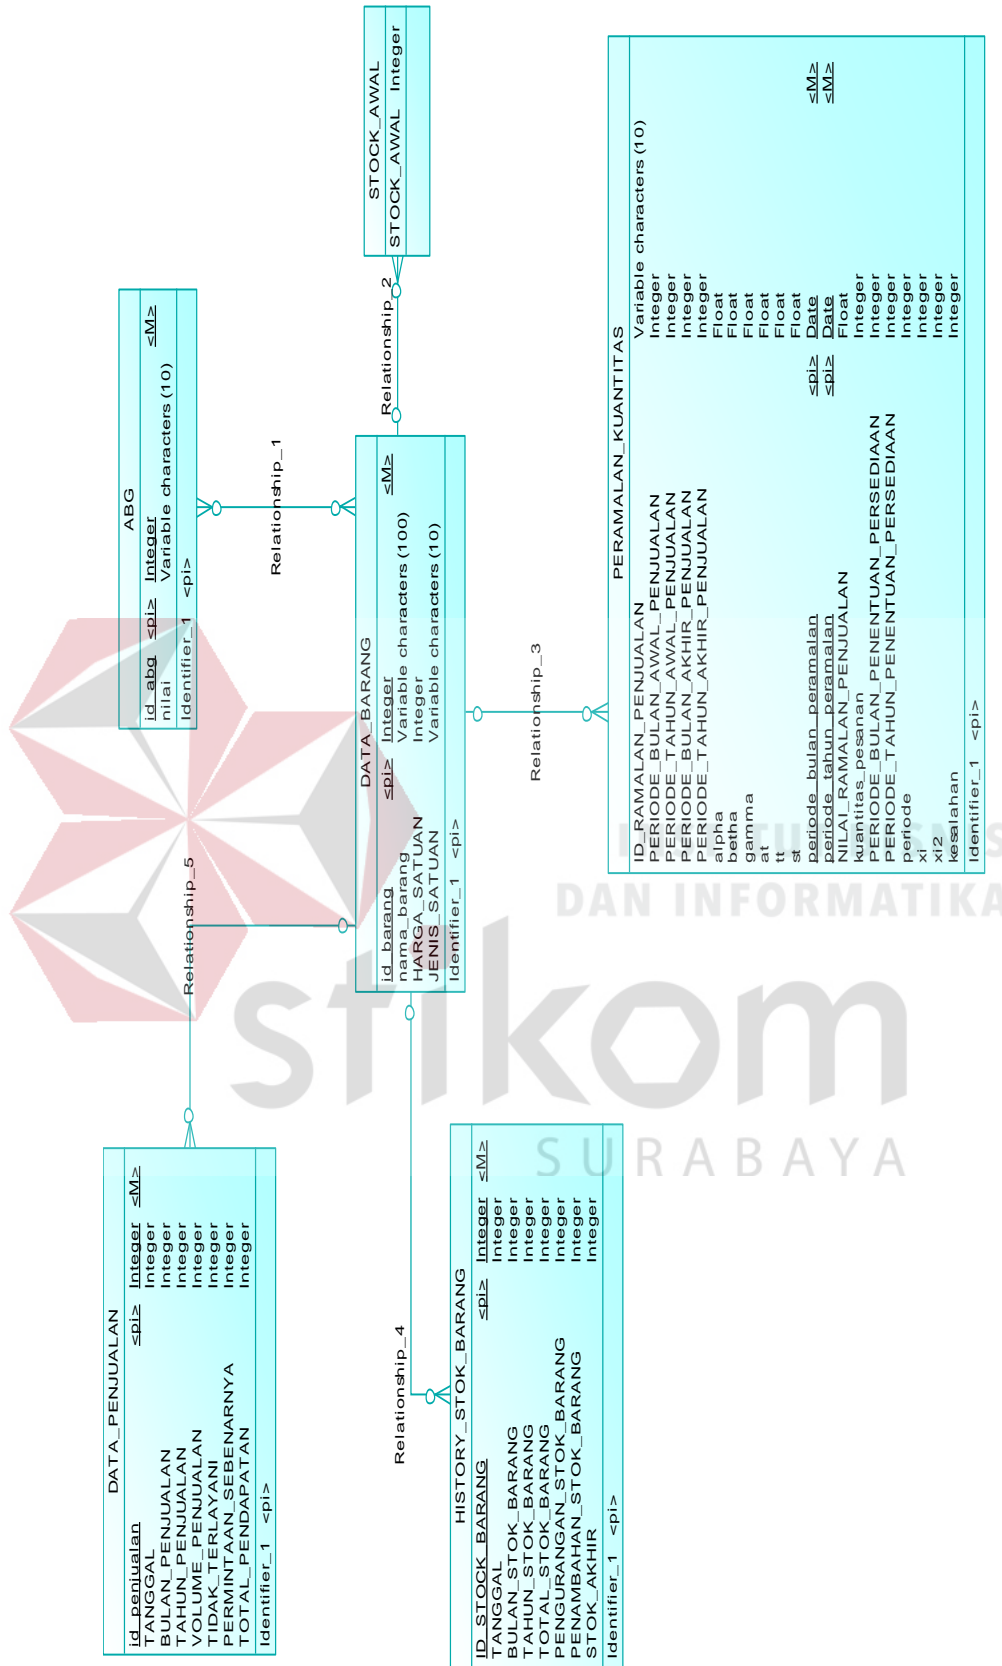 DATA_PENJUALAN
id_penjualan <pi> Integer <M>
TANGGAL Integer
BULAN_PENJUALAN Integer
TAHUN_PENJUALAN Integer
VOLUME_PENJUALAN Integer
TIDAK_TERLAYANI Integer
PERMINTAAN_SEBENARNYA Integer
TOTAL_PENDAPATAN Integer
Identifier_1 <pi>
Relationship_5
ABG
id_abg <pi> Integer <M>
nilai Variable characters (10)
Identifier_1 <pi>
Relationship_1
DATA_BARANG
id_barang <pi> Integer <M>
nama_barang Variable characters (100)
HARGA_SATUAN Integer
JENIS_SATUAN Variable characters (10)
Identifier_1 <pi>
Relationship_2
STOCK_AWAL
STOCK_AWAL Integer
Relationship_4
HISTORY_STOK_BARANG
ID_STOCK_BARANG <pi> Integer <M>
TANGGAL Integer
BULAN_STOK_BARANG Integer
TAHUN_STOK_BARANG Integer
TOTAL_STOK_BARANG Integer
PENGURANGAN_STOK_BARANG Integer
PENAMBAHAN_STOK_BARANG Integer
STOK_AKHIR Integer
Identifier_1 <pi>
Relationship_3
PERAMALAN_KUANTITAS
ID_RAMALAN_PENJUALAN Variable characters (10)
PERIODE_BULAN_AWAL_PENJUALAN Integer
PERIODE_TAHUN_AWAL_PENJUALAN Integer
PERIODE_BULAN_AKHIR_PENJUALAN Integer
PERIODE_TAHUN_AKHIR_PENJUALAN Integer
alpha Float
betha Float
gamma Float
at Float
tt Float
st Float
periode_bulan_peramalan <pi> Date <M>
periode_tahun_peramalan <pi> Date <M>
NILAI_RAMALAN_PENJUALAN Float
kuantitas_pesanan Integer
PERIODE_BULAN_PENENTUAN_PERSEDIAAN Integer
PERIODE_TAHUN_PENENTUAN_PERSEDIAAN Integer
periode Integer
xi Integer
xi2 Integer
kesalahan Integer
Identifier_1 <pi>
DAN INFORMATIKA
stikom
SURABAYA